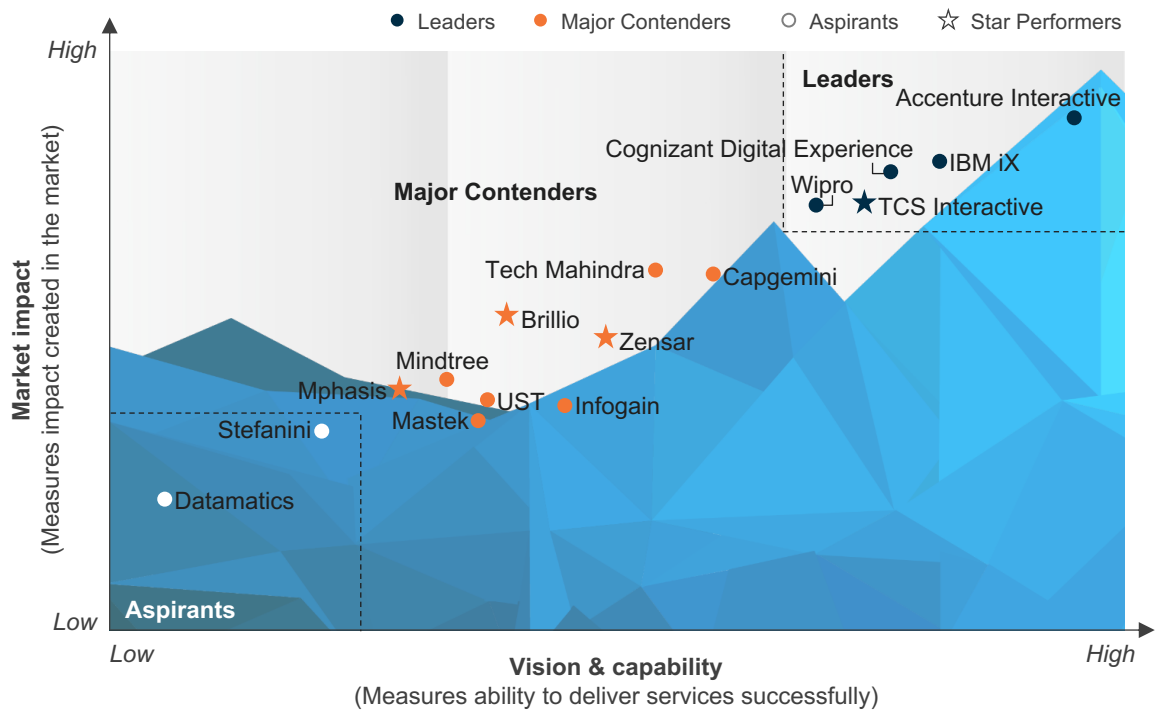 Leaders
Major Contenders
Aspirants
Star Performers
High
Leaders
Accenture Interactive
Cognizant Digital Experience
IBM iX
Wipro
TCS Interactive
Major Contenders
Tech Mahindra
Capgemini
Brillio
Zensar
Mindtree
Mphasis
UST
Infogain
Mastek
Stefanini
Datamatics
Aspirants
Market impact
(Measures impact created in the market)
Low
Low
High
Vision & capability
(Measures ability to deliver services successfully)